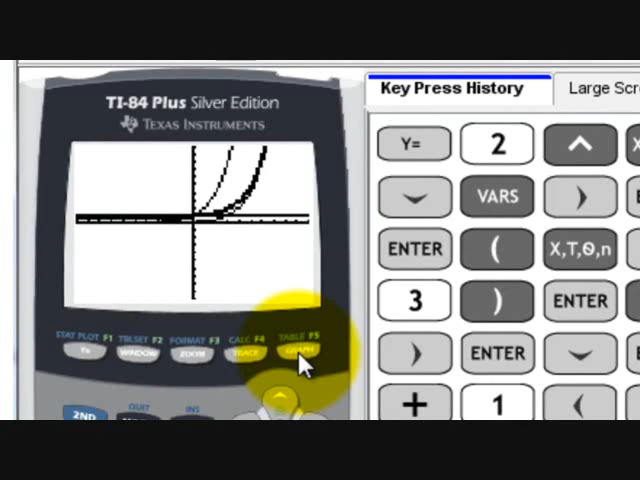 Key Press History
Large Scr
TI-84 Plus Silver Edition
TEXAS INSTRUMENTS
Y=
2
^
VARS
)
ENTER
(
X,T,Θ,n
3
)
ENTER
STAT PLOT F1 TBLSET F2 FORMAT F3 CALC F4 TABLE F5
Y= WINDOW ZOOM TRACE GRAPH
)
ENTER
+
1
(
2ND
QUIT
INS